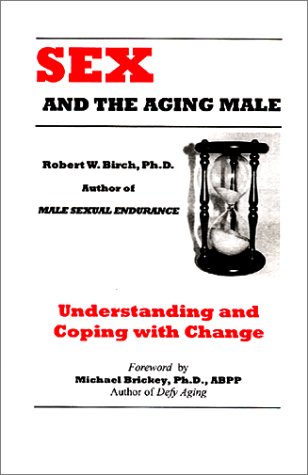 SEX
AND THE AGING MALE
Robert W. Birch, Ph.D.
Author of
MALE SEXUAL ENDURANCE
Understanding and
Coping with Change
Foreword by
Michael Brickey, Ph.D., ABPP
Author of Defy Aging